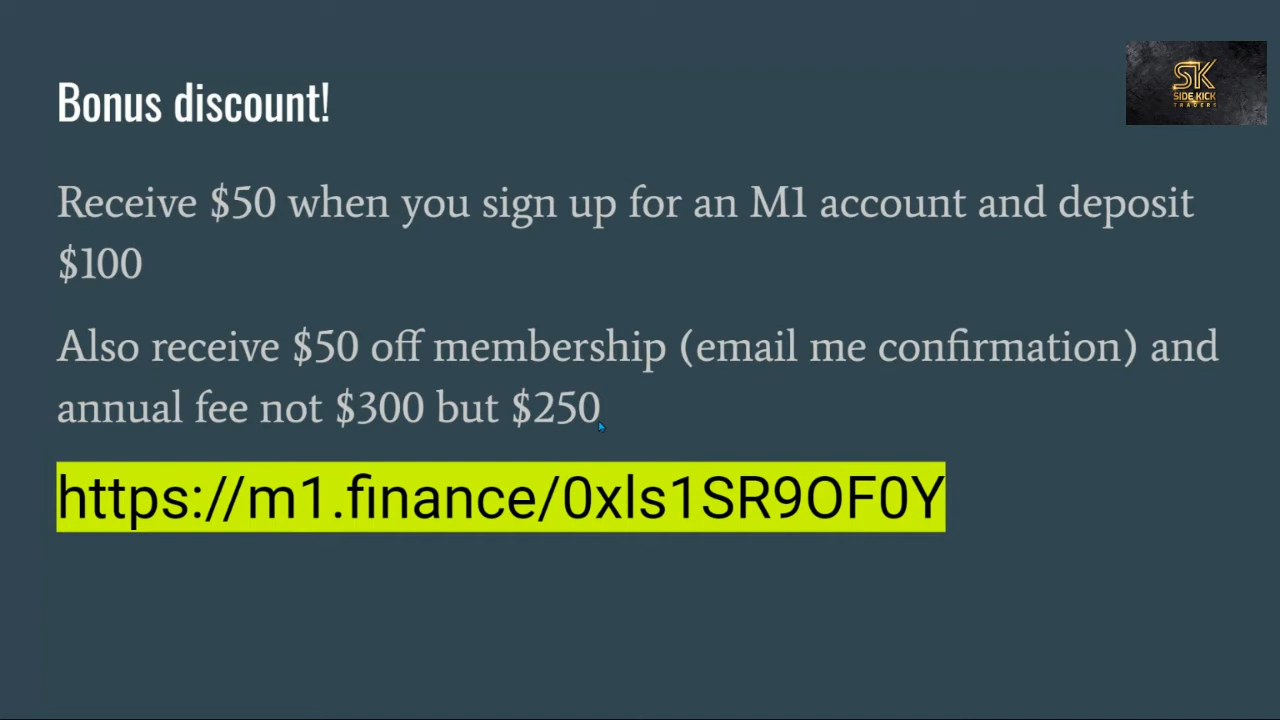 Bonus discount!
SK
SIDE KICK
TRADERS
Receive $50 when you sign up for an M1 account and deposit
$100
Also receive $50 off membership (email me confirmation) and
annual fee not $300 but $250
https://m1.finance/0xls1SR9OF0Y